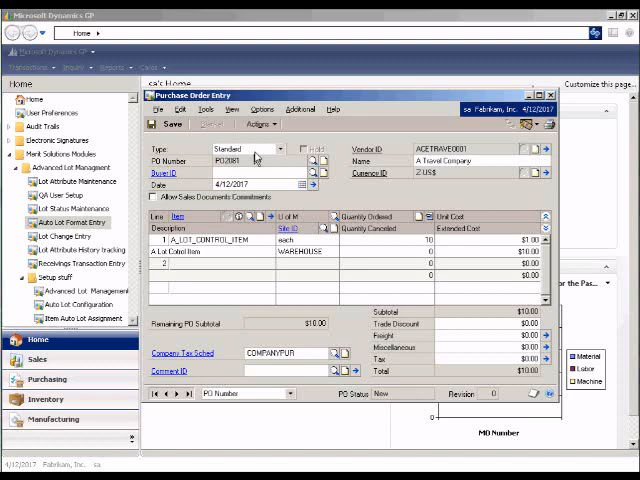 Microsoft Dynamics GP
Home
Microsoft Dynamics GP
Transactions Inquiry Reports Cards
Home
sa's Home
Customize this page...
Home
User Preferences
Audit Trails
Electronic Signatures
Merit Solutions Modules
Advanced Lot Managment
Lot Attribute Maintenance
QA User Setup
Lot Status Maintenance
Auto Lot Format Entry
Lot Change Entry
Lot Attribute History tracking
Receivings Transaction Entry
Setup stuff
Advanced Lot Management
Auto Lot Configuration
Item Auto Lot Assignment
Home
Sales
Purchasing
Inventory
Manufacturing
Purchase Order Entry
File Edit Tools View Options Additional Help
sa Fabrikam, Inc. 4/12/2017
Save Actions
Type: Standard Hold Vendor ID ACETRAVE0001
PO Number PO2081 Name A Travel Company
Buyer ID Currency ID Z-US$
Date 4/12/2017
Allow Sales Documents Commitments
Line Item U of M Quantity Ordered Unit Cost
Description Site ID Quantity Canceled Extended Cost
1 A_LOT_CONTROL_ITEM each 10 $1.00
A Lot Cotrol Item WAREHOUSE 0 $10.00
2 0 $0.00
0 $0.00
Subtotal $10.00
Remaining PO Subtotal $10.00 Trade Discount $0.00
Freight $0.00
Miscellaneous $0.00
Company Tax Sched COMPANYPUR Tax $0.00
Comment ID Total $10.00
PO Number PO Status New Revision 0
for the Pas...
Material
Labor
Machine
0
MO Number
4/12/2017 Fabrikam, Inc. sa